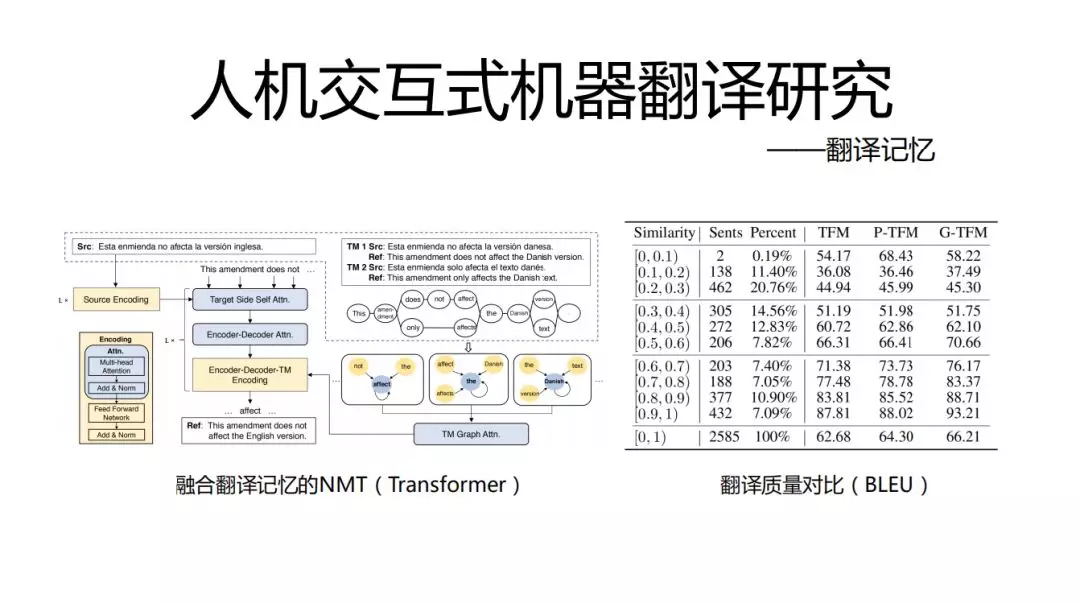 人机交互式机器翻译研究
——翻译记忆
Src: Esta enmienda no afecta la versión inglesa.
TM 1 Src: Esta enmienda no afecta la versión danesa.
Ref: This amendment does not affect the Danish version.
TM 2 Src: Esta enmienda solo afecta el texto danés.
Ref: This amendment only affects the Danish :ext.
This amendment does not ...
L ×
Source Encoding
Target Side Self Attn.
L ×
Encoder-Decoder Attn.
Encoder-Decoder-TM
Encoding
... affect ...
Ref: This amendment does not
affect the English version.
Encoding
Attn.
Multi-head
Attention
Add & Norm
Feed Forward
Network
Add & Norm
does not affect version
This amen-
dment the Danish .
only affects text
...
not the
affect
affect Danish
the
affects
the text
Danish
version
...
TM Graph Attn.
融合翻译记忆的NMT（Transformer）
Similarity Sents Percent TFM P-TFM G-TFM
[0, 0.1) 2 0.19% 54.17 68.43 58.22
[0.1, 0.2) 138 11.40% 36.08 36.46 37.49
[0.2, 0.3) 462 20.76% 44.94 45.99 45.30
[0.3, 0.4) 305 14.56% 51.19 51.98 51.75
[0.4, 0.5) 272 12.83% 60.72 62.86 62.10
[0.5, 0.6) 206 7.82% 66.31 66.41 70.66
[0.6, 0.7) 203 7.40% 71.38 73.73 76.17
[0.7, 0.8) 188 7.05% 77.48 78.78 83.37
[0.8, 0.9) 377 10.90% 83.81 85.52 88.71
[0.9, 1) 432 7.09% 87.81 88.02 93.21
[0, 1) 2585 100% 62.68 64.30 66.21
翻译质量对比（BLEU）